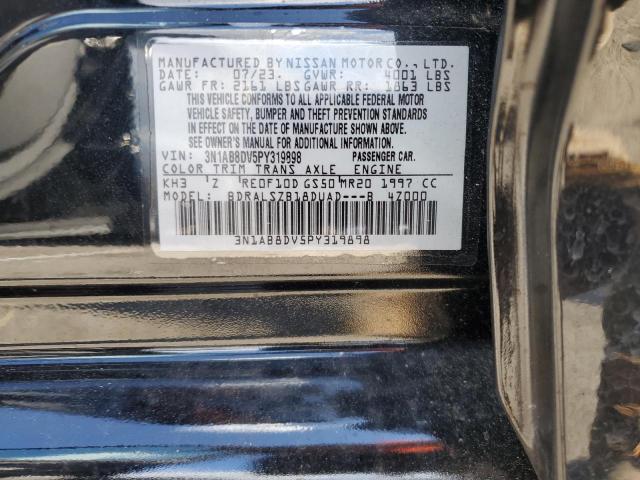 MANUFACTURED BY NISSAN MOTOR CO., LTD.
DATE: 07/23. GVWR: 4001 LBS
GAWR FR: 2161 LBS GAWR RR: 1863 LBS
THIS VEHICLE CONFORMS TO ALL APPLICABLE FEDERAL MOTOR
VEHICLE SAFETY, BUMPER AND THEFT PREVENTION STANDARDS
IN EFFECT ON THE DATE OF MANUFACTURE SHOWN ABOVE.
SEE OWNER'S MANUAL FOR ADDITIONAL INFORMATION.
VIN: 3N1AB8DV5PY319898 PASSENGER CAR.
COLOR TRIM TRANS AXLE ENGINE
KH3 Z RE0F10D GS50 MR20 1997 CC
MODEL: BDRALSZB18DUAD---B 4Z000
3N1AB8DV5PY319898